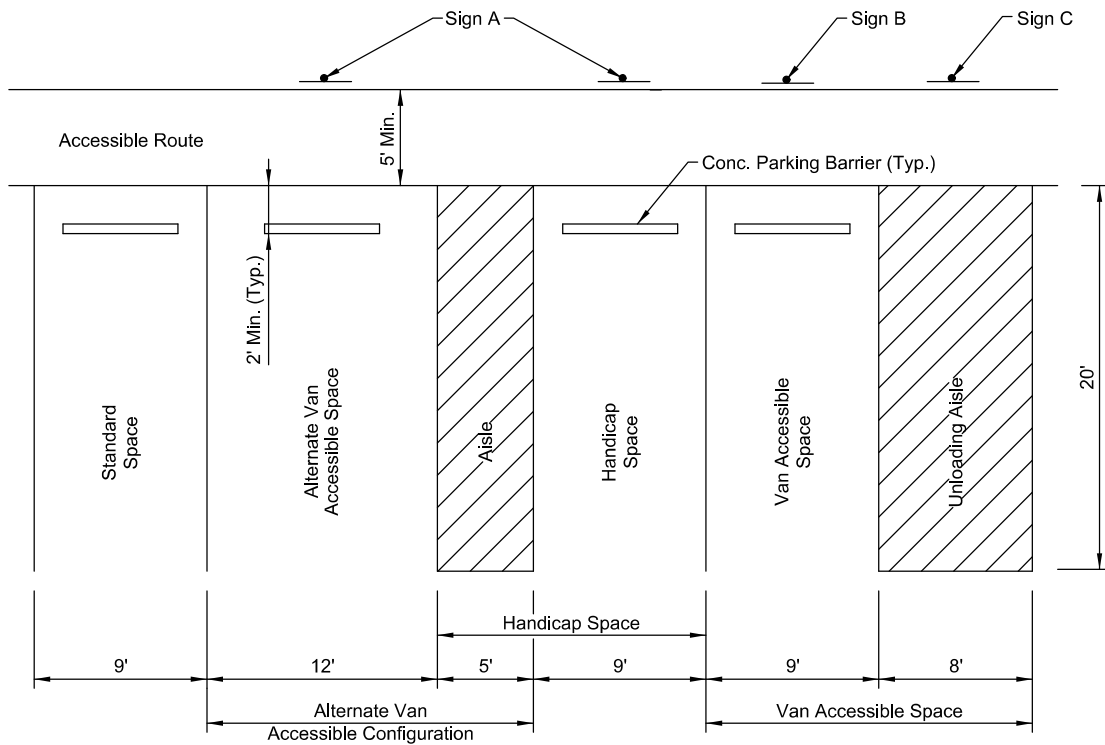 Sign A
Sign B
Sign C
Accessible Route
5' Min.
Conc. Parking Barrier (Typ.)
2' Min. (Typ.)
Standard
Space
Alternate Van
Accessible Space
Aisle
Handicap
Space
Van Accessible
Space
Unloading Aisle
20'
Handicap Space
9'
12'
5'
9'
9'
8'
Alternate Van
Accessible Configuration
Van Accessible Space